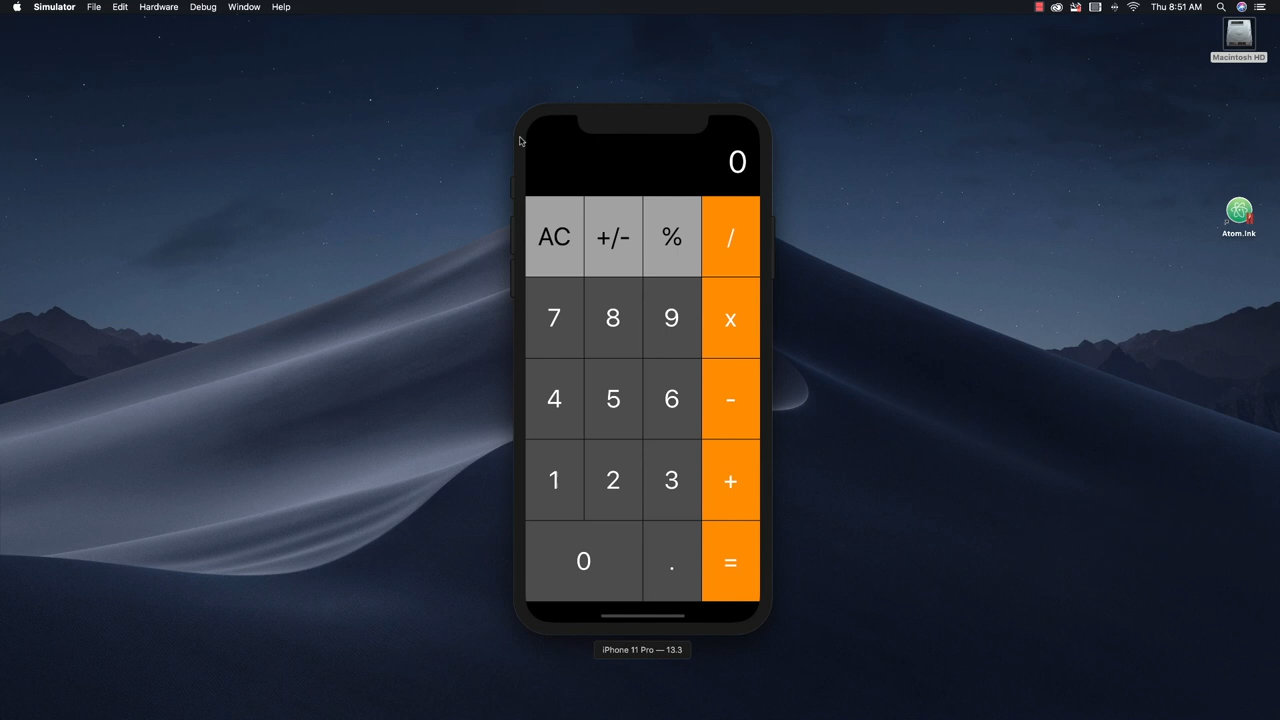 Simulator File Edit Hardware Debug Window Help Thu 8:51 AM
Macintosh HD
0
AC +/- % /
7 8 9 x
Atom.lnk
4 5 6 -
1 2 3 +
0 . =
iPhone 11 Pro — 13.3